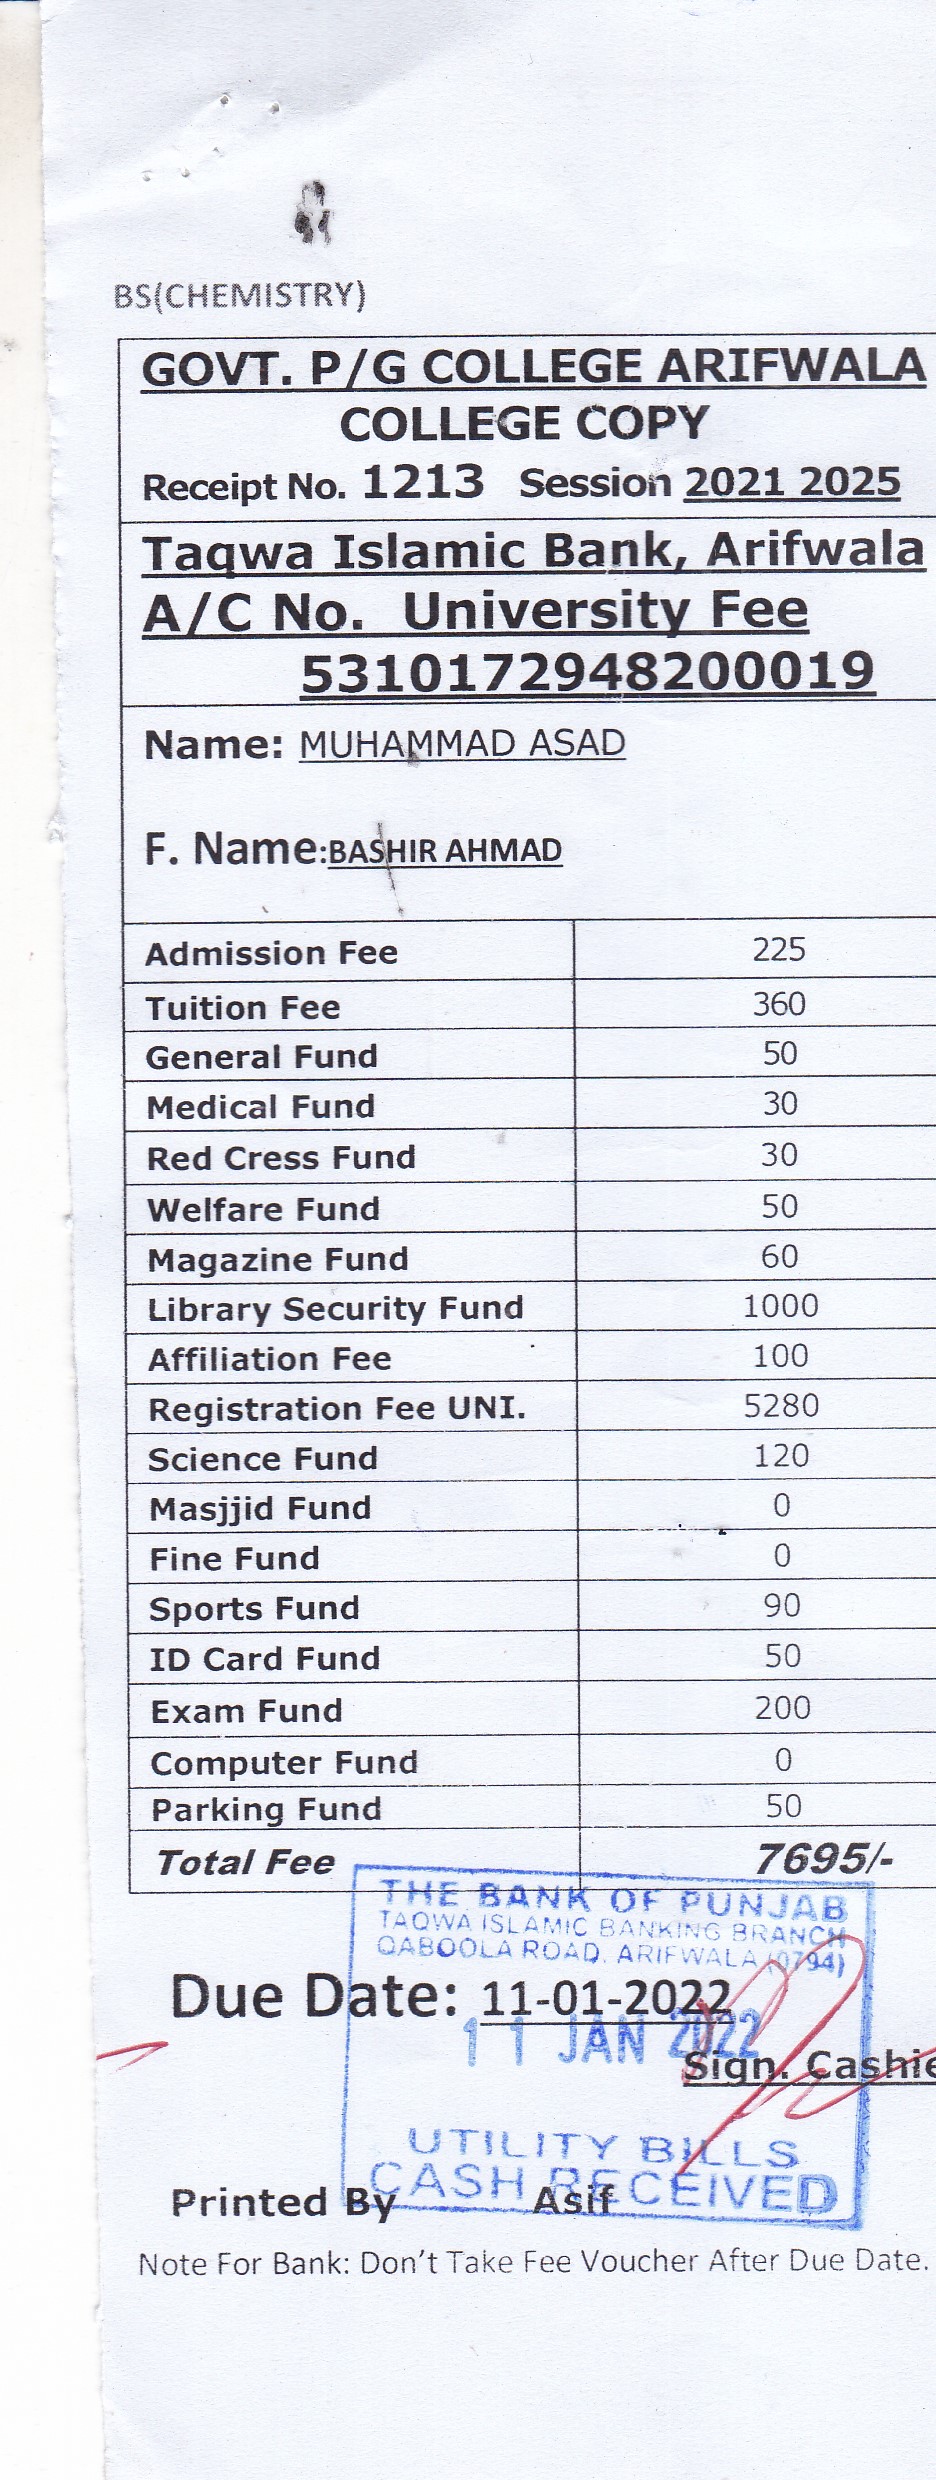 BS(CHEMISTRY)
GOVT. P/G COLLEGE ARIFWALA
COLLEGE COPY
Receipt No. 1213 Session 2021 2025
Taqwa Islamic Bank, Arifwala
A/C No. University Fee
5310172948200019
Name: MUHAMMAD ASAD
F. Name:BASHIR AHMAD
Admission Fee 225
Tuition Fee 360
General Fund 50
Medical Fund 30
Red Cress Fund 30
Welfare Fund 50
Magazine Fund 60
Library Security Fund 1000
Affiliation Fee 100
Registration Fee UNI. 5280
Science Fund 120
Masjjid Fund 0
Fine Fund 0
Sports Fund 90
ID Card Fund 50
Exam Fund 200
Computer Fund 0
Parking Fund 50
Total Fee 7695/-
THE BANK OF PUNJAB
TAQWA ISLAMIC BANKING BRANCH
QABOOLA ROAD, ARIFWALA (0794)
Due Date: 11-01-2022
11 JAN 2022
Sign. Cashie
UTILITY BILLS
CASH RECEIVED
Printed By Asif
Note For Bank: Don't Take Fee Voucher After Due Date.